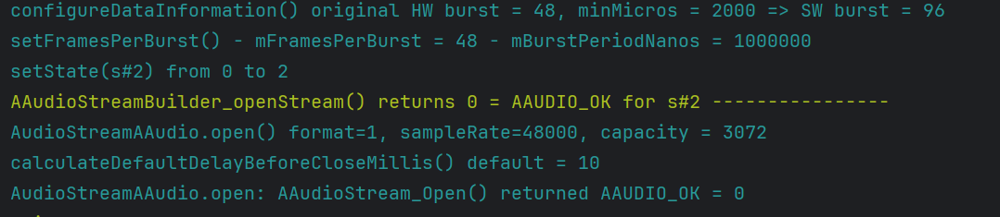 configureDataInformation() original HW burst = 48, minMicros = 2000 => SW burst = 96
setFramesPerBurst() - mFramesPerBurst = 48 - mBurstPeriodNanos = 1000000
setState(s#2) from 0 to 2
AAudioStreamBuilder_openStream() returns 0 = AAUDIO_OK for s#2 ----------------
AudioStreamAAudio.open() format=1, sampleRate=48000, capacity = 3072
calculateDefaultDelayBeforeCloseMillis() default = 10
AudioStreamAAudio.open: AAudioStream_Open() returned AAUDIO_OK = 0